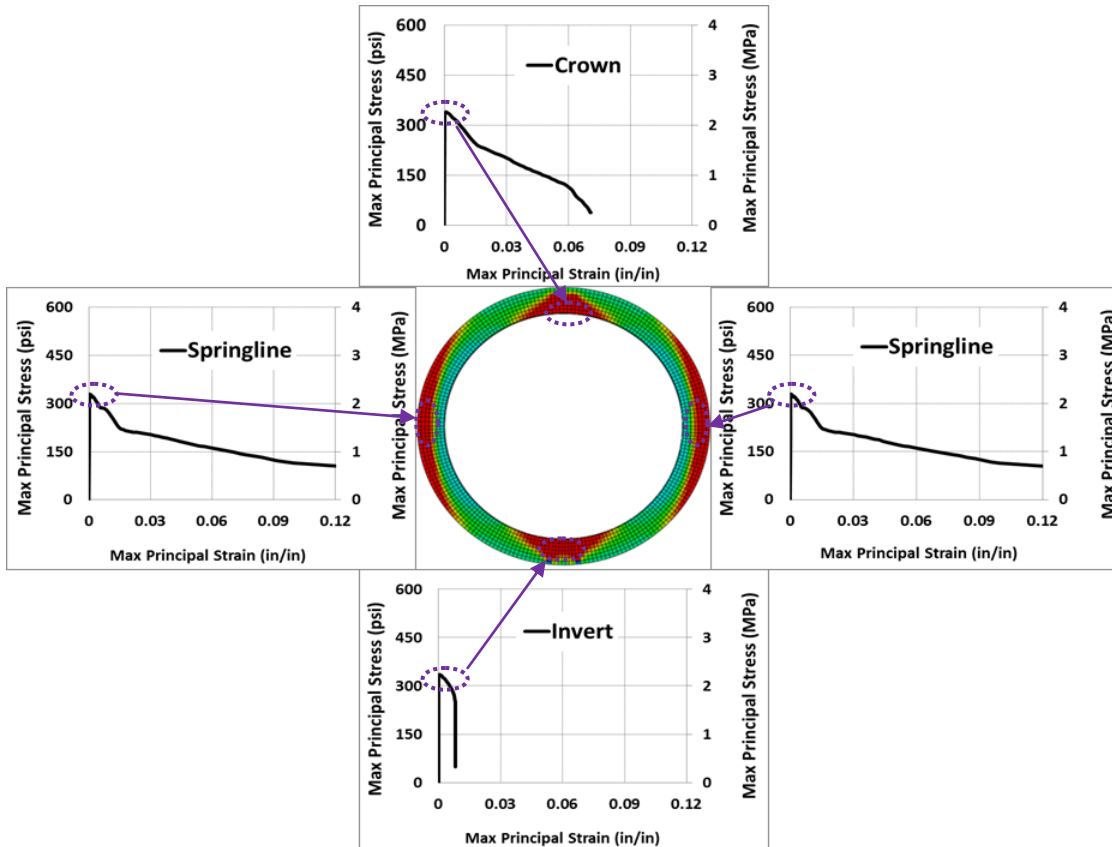 Max Principal Stress (psi)
600
450
300
150
0
Crown
4
3
2
1
0
Max Principal Stress (MPa)
0 0.03 0.06 0.09 0.12
Max Principal Strain (in/in)
Max Principal Stress (psi)
600
450
300
150
0
Springline
4
3
2
1
0
Max Principal Stress (MPa)
0 0.03 0.06 0.09 0.12
Max Principal Strain (in/in)
Max Principal Stress (psi)
600
450
300
150
0
Springline
4
3
2
1
0
Max Principal Stress (MPa)
0 0.03 0.06 0.09 0.12
Max Principal Strain (in/in)
Max Principal Stress (psi)
600
450
300
150
0
Invert
4
3
2
1
0
Max Principal Stress (MPa)
0 0.03 0.06 0.09 0.12
Max Principal Strain (in/in)